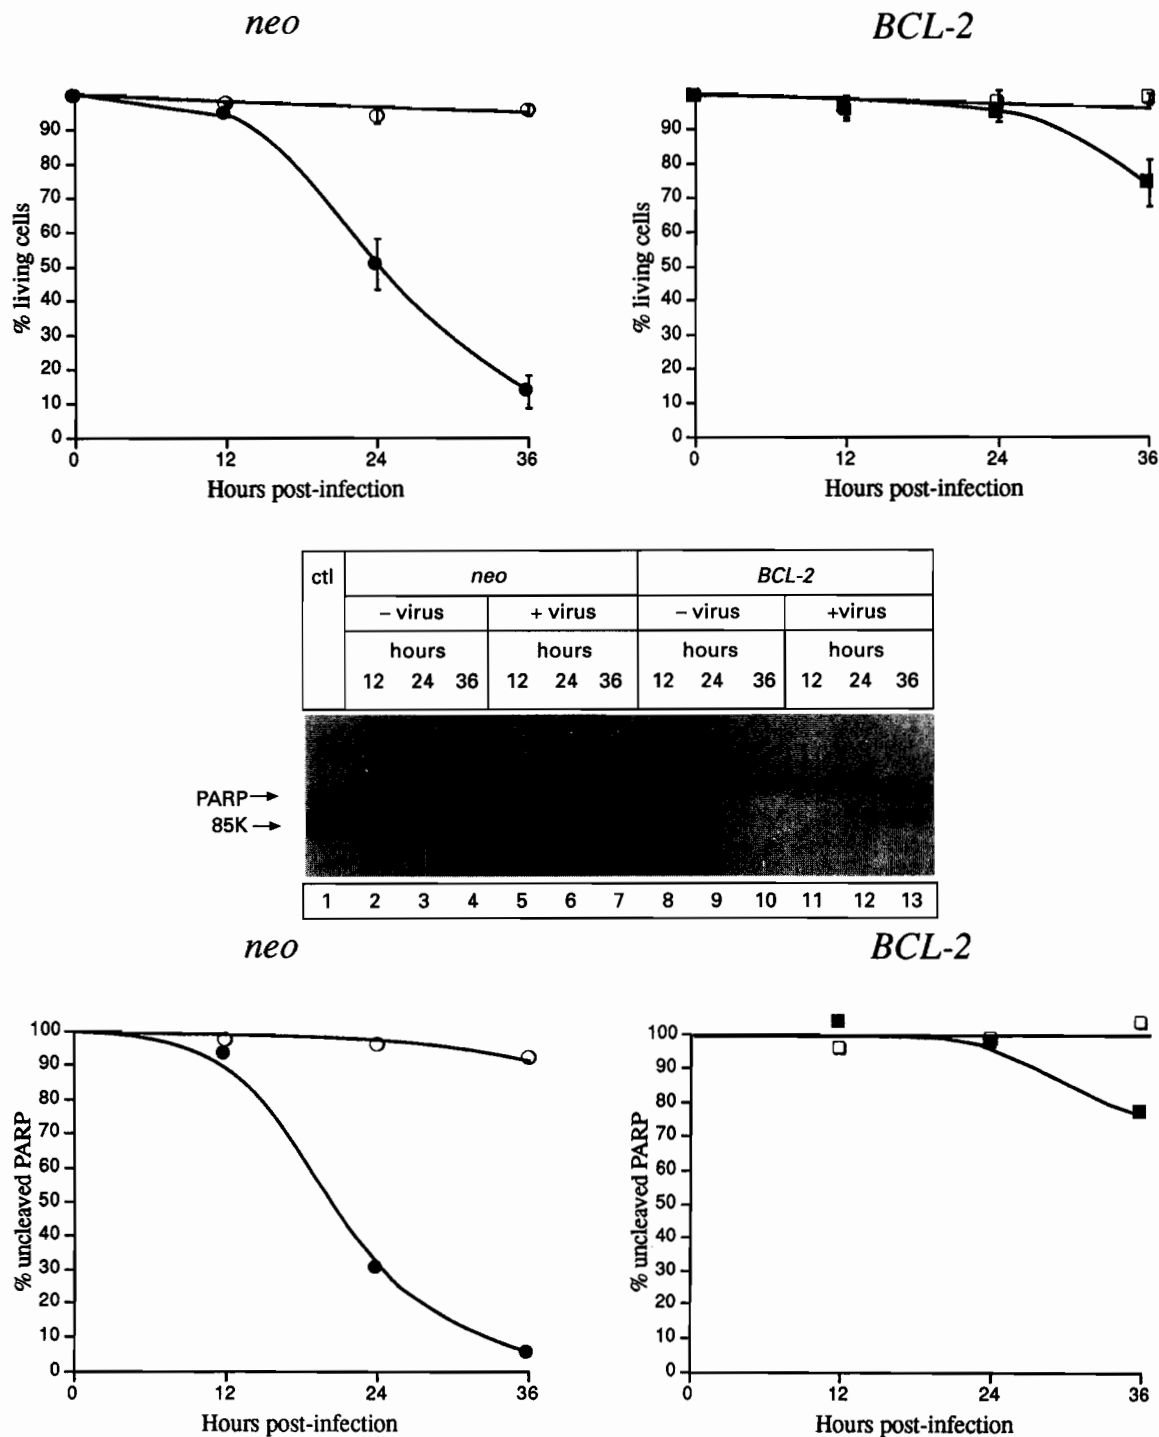 neo
BCL-2
90
80
70
60
50
40
30
20
10
0
% living cells
0 12 24 36
Hours post-infection
90
80
70
60
50
40
30
20
10
0
% living cells
0 12 24 36
Hours post-infection
ctl neo BCL-2
– virus + virus – virus +virus
hours hours hours hours
12 24 36 12 24 36 12 24 36 12 24 36
PARP
85K
1 2 3 4 5 6 7 8 9 10 11 12 13
neo
BCL-2
100
90
80
70
60
50
40
30
20
10
0
% uncleaved PARP
0 12 24 36
Hours post-infection
100
90
80
70
60
50
40
30
20
10
0
% uncleaved PARP
0 12 24 36
Hours post-infection